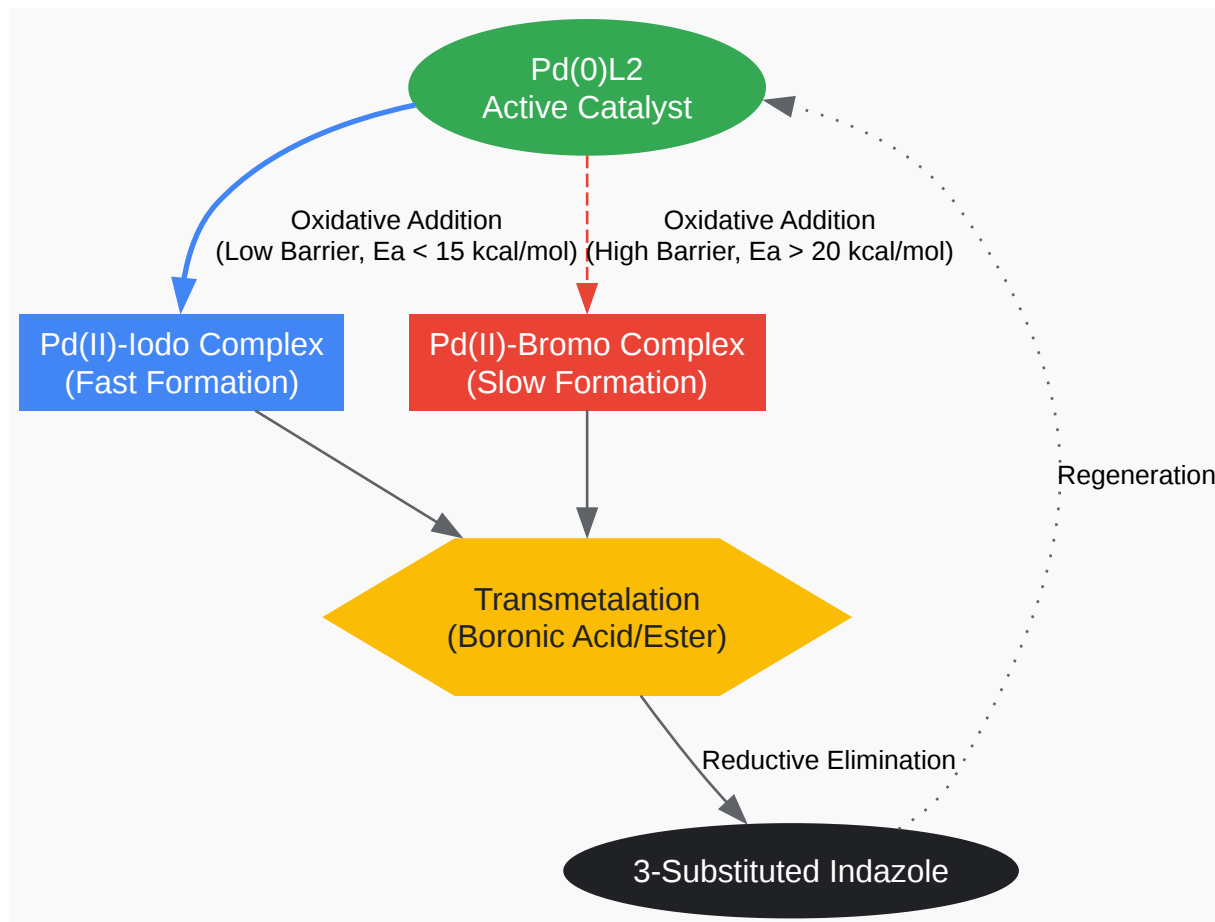 Pd(0)L2
Active Catalyst
Oxidative Addition
(Low Barrier, Ea < 15 kcal/mol)
Oxidative Addition
(High Barrier, Ea > 20 kcal/mol)
Pd(II)-Iodo Complex
(Fast Formation)
Pd(II)-Bromo Complex
(Slow Formation)
Regeneration
Transmetalation
(Boronic Acid/Ester)
Reductive Elimination
3-Substituted Indazole